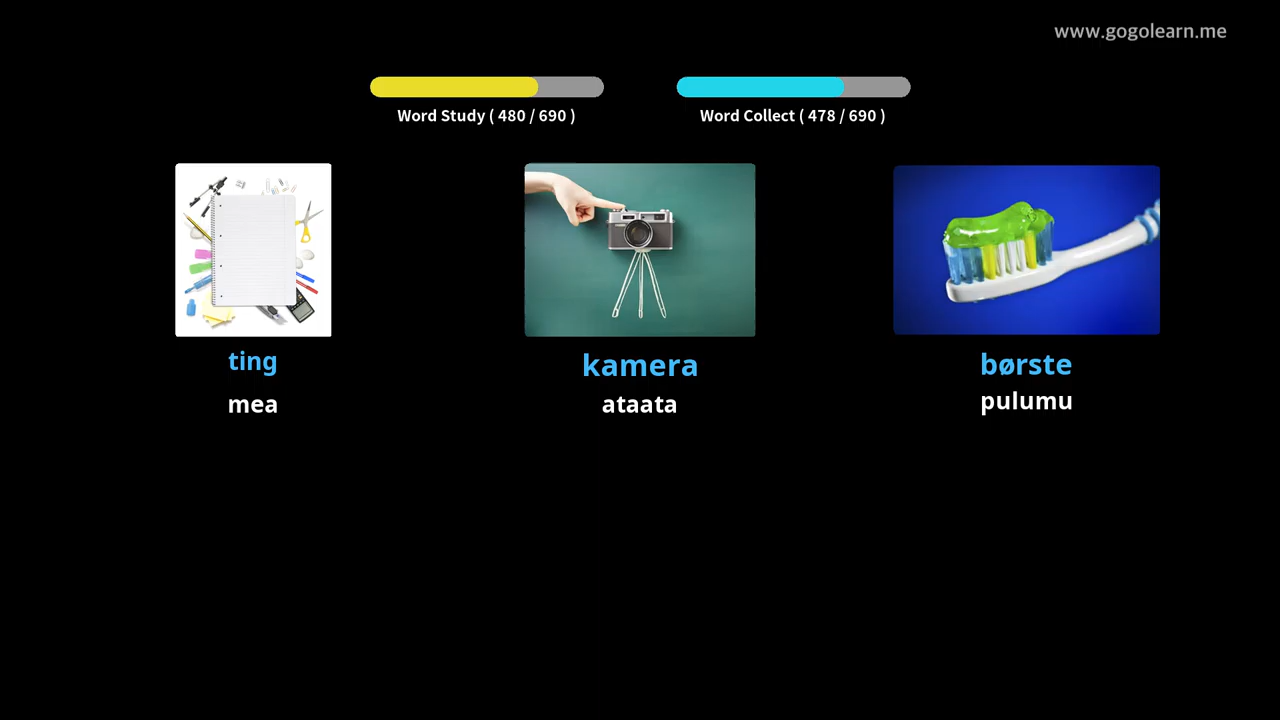 www.gogolearn.me
Word Study ( 480 / 690 )
Word Collect ( 478 / 690 )
ting
kamera
børste
mea
ataata
pulumu